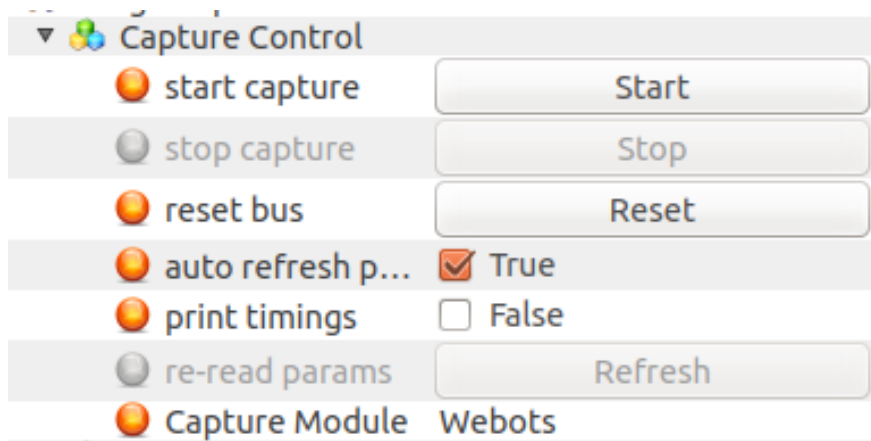 Capture Control
start capture Start
stop capture Stop
reset bus Reset
auto refresh p... True
print timings False
re-read params Refresh
Capture Module Webots